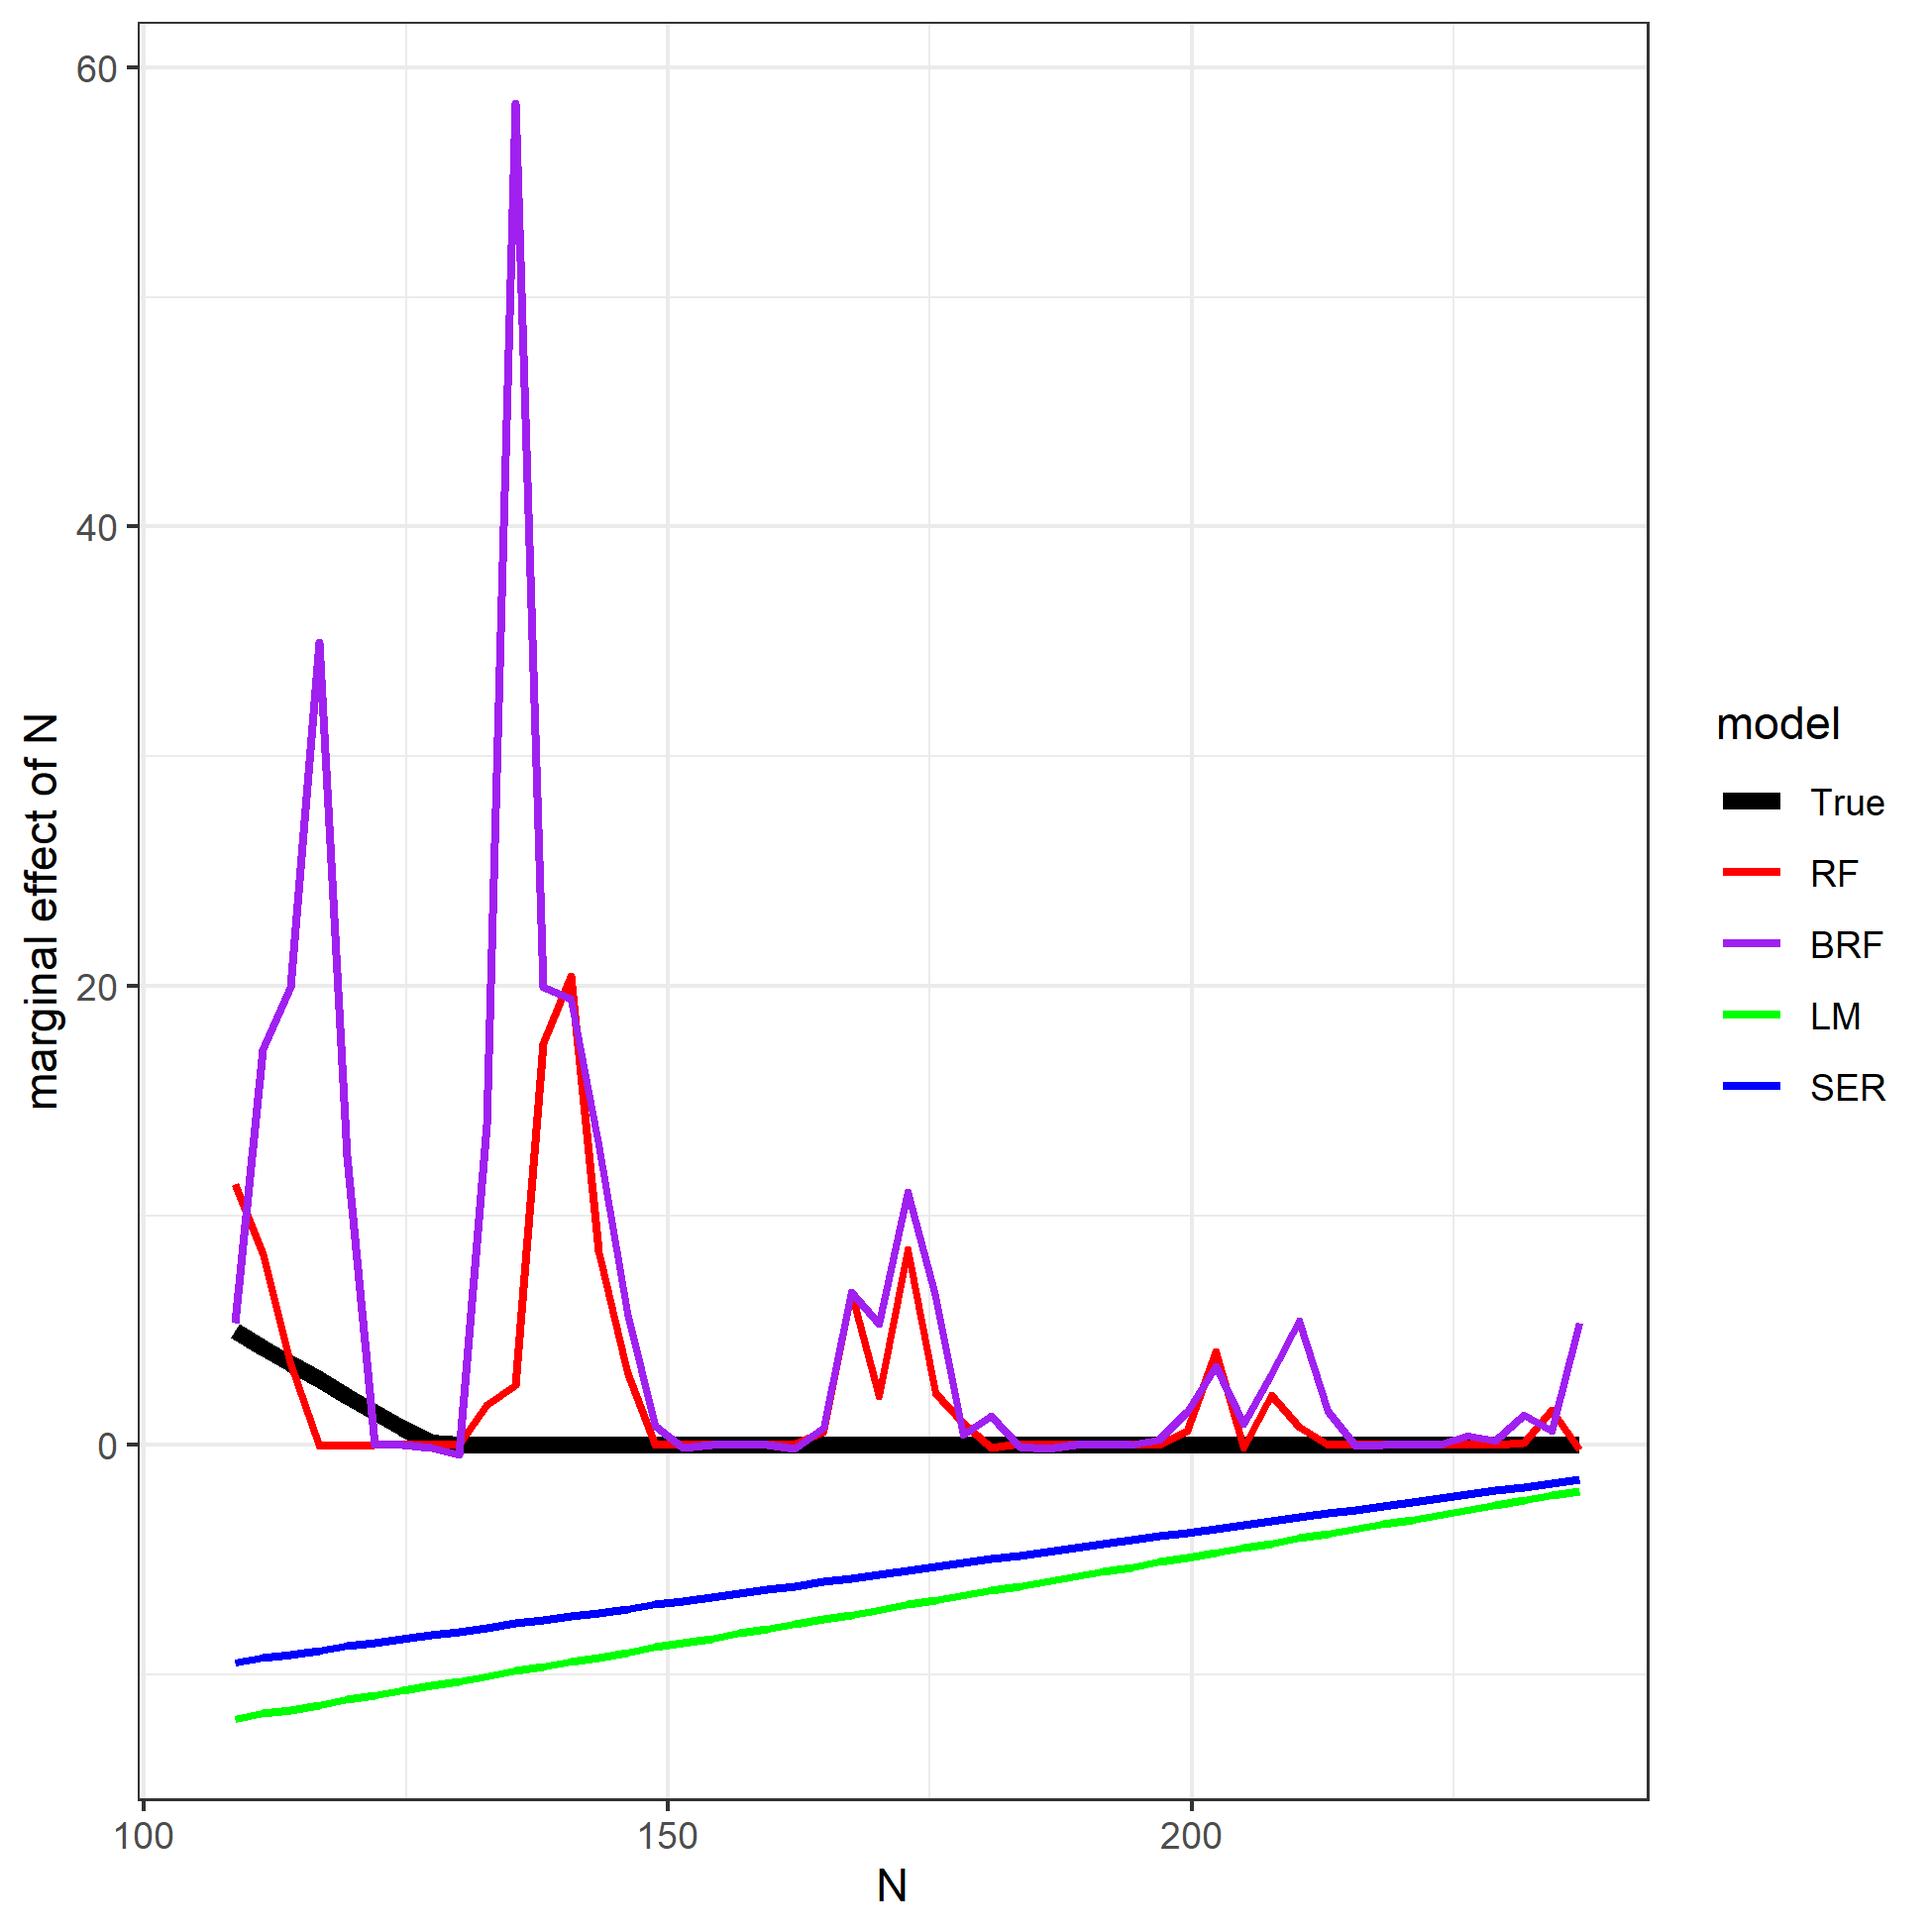 marginal effect of N
60
40
20
0
100
150
200
N
model
True
RF
BRF
LM
SER